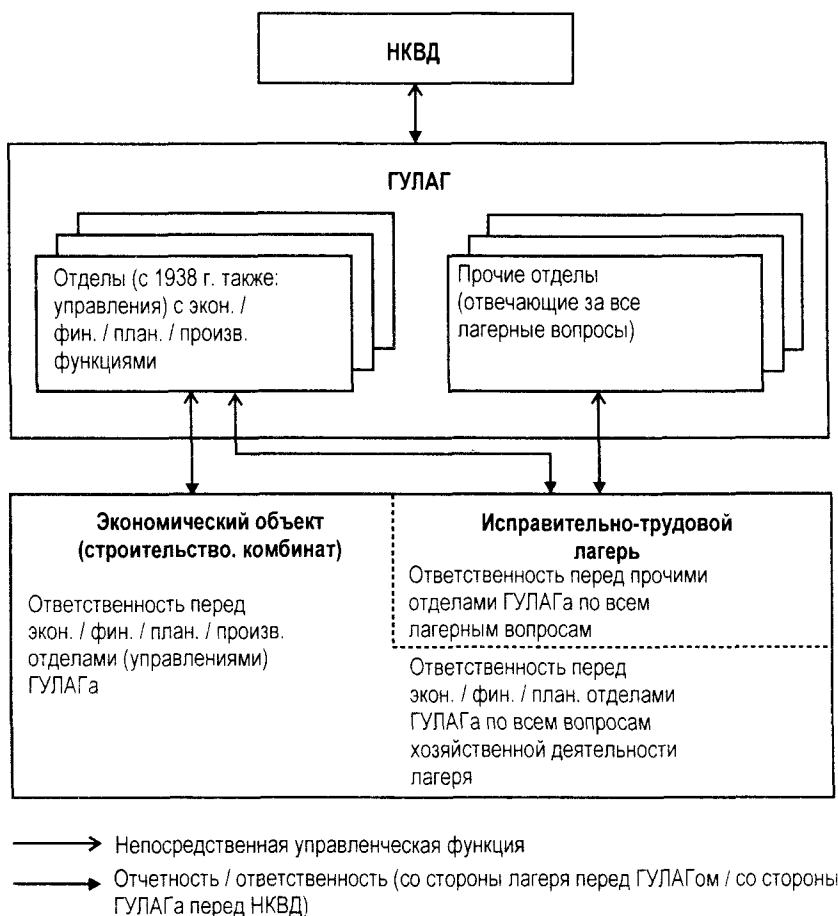 НКВД
ГУЛАГ
Отделы (с 1938 г. также:
управления) с экон. /
фин. / план. / произв.
функциями
Прочие отделы
(отвечающие за все
лагерные вопросы)
Экономический объект
(строительство. комбинат)
Ответственность перед
экон. / фин. / план. / произв.
отделами (управлениями)
ГУЛАГа
Исправительно-трудовой
лагерь
Ответственность перед прочими
отделами ГУЛАГа по всем
лагерным вопросам
Ответственность перед
экон. / фин. / план. отделами
ГУЛАГа по всем вопросам
хозяйственной деятельности
лагеря
Непосредственная управленческая функция
Отчетность / ответственность (со стороны лагеря перед ГУЛАГом / со стороны
ГУЛАГа перед НКВД)